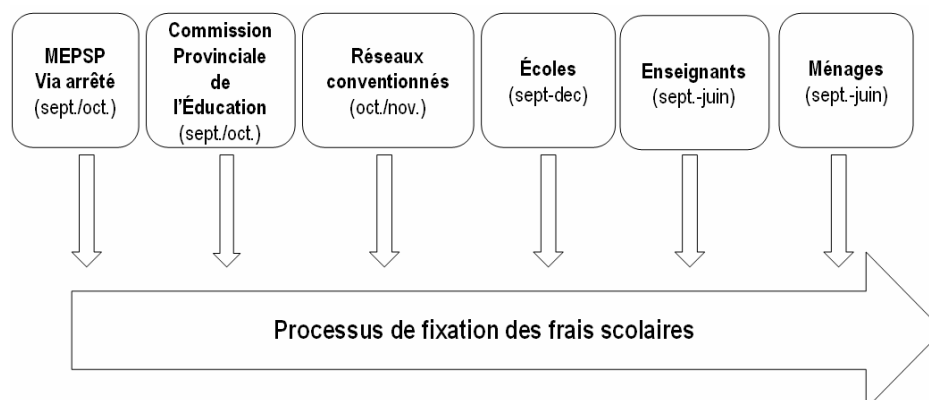 MEPSP
Via arrêté
(sept./oct.)
Commission
Provinciale
de
l'Éducation
(sept./oct.)
Réseaux
conventionnés
(oct./nov.)
Écoles
(sept-dec)
Enseignants
(sept.-juin)
Ménages
(sept.-juin)
Processus de fixation des frais scolaires